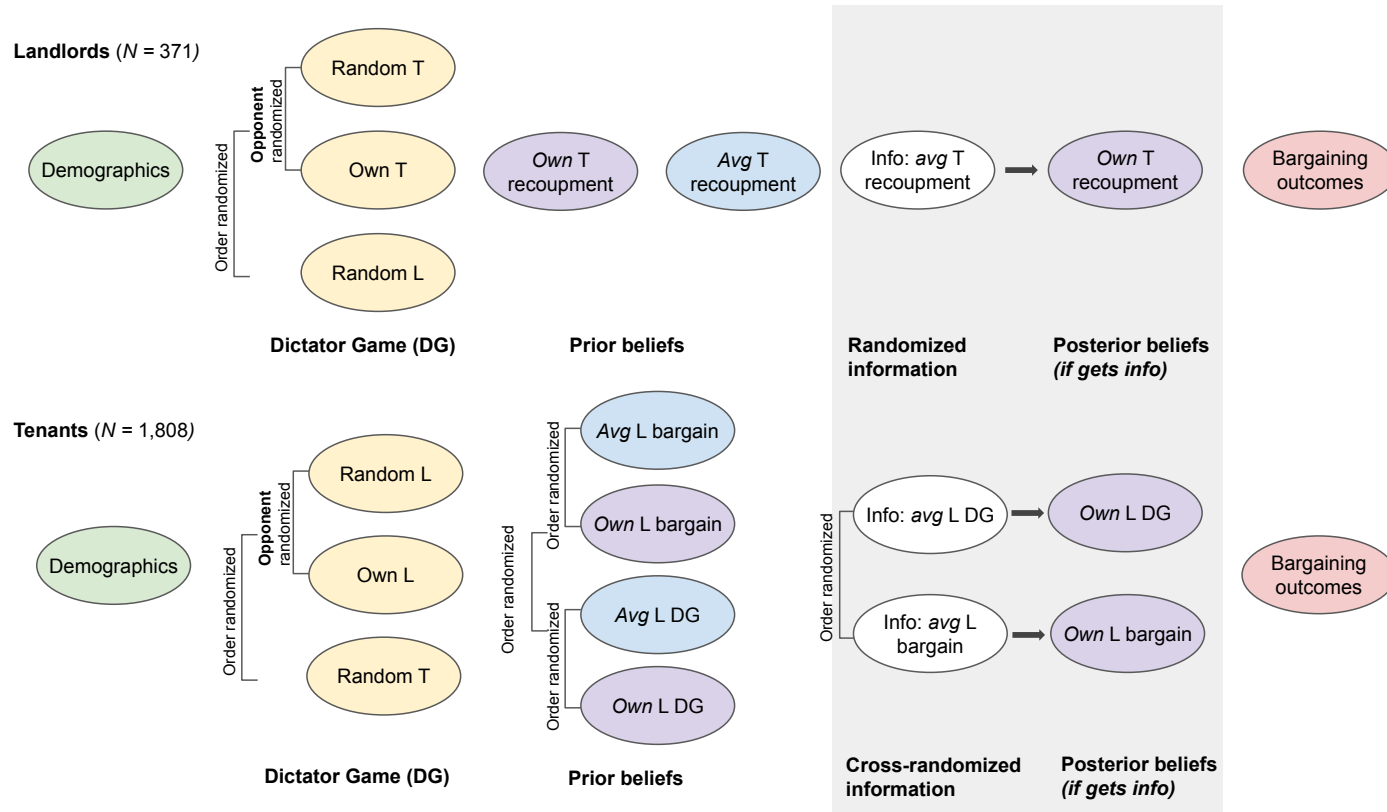 Landlords (N = 371)
Demographics
Order randomized
Opponent
randomized
Random T
Own T
Random L
Dictator Game (DG)
Own T
recoupment
Avg T
recoupment
Prior beliefs
Info: avg T
recoupment
Own T
recoupment
Randomized
information
Posterior beliefs
(if gets info)
Bargaining
outcomes
Tenants (N = 1,808)
Demographics
Order randomized
Opponent
randomized
Random L
Own L
Random T
Dictator Game (DG)
Order randomized
Order randomized
Avg L bargain
Own L bargain
Order randomized
Avg L DG
Own L DG
Prior beliefs
Order randomized
Info: avg L DG
Own L DG
Info: avg L
bargain
Own L bargain
Cross-randomized
information
Posterior beliefs
(if gets info)
Bargaining
outcomes